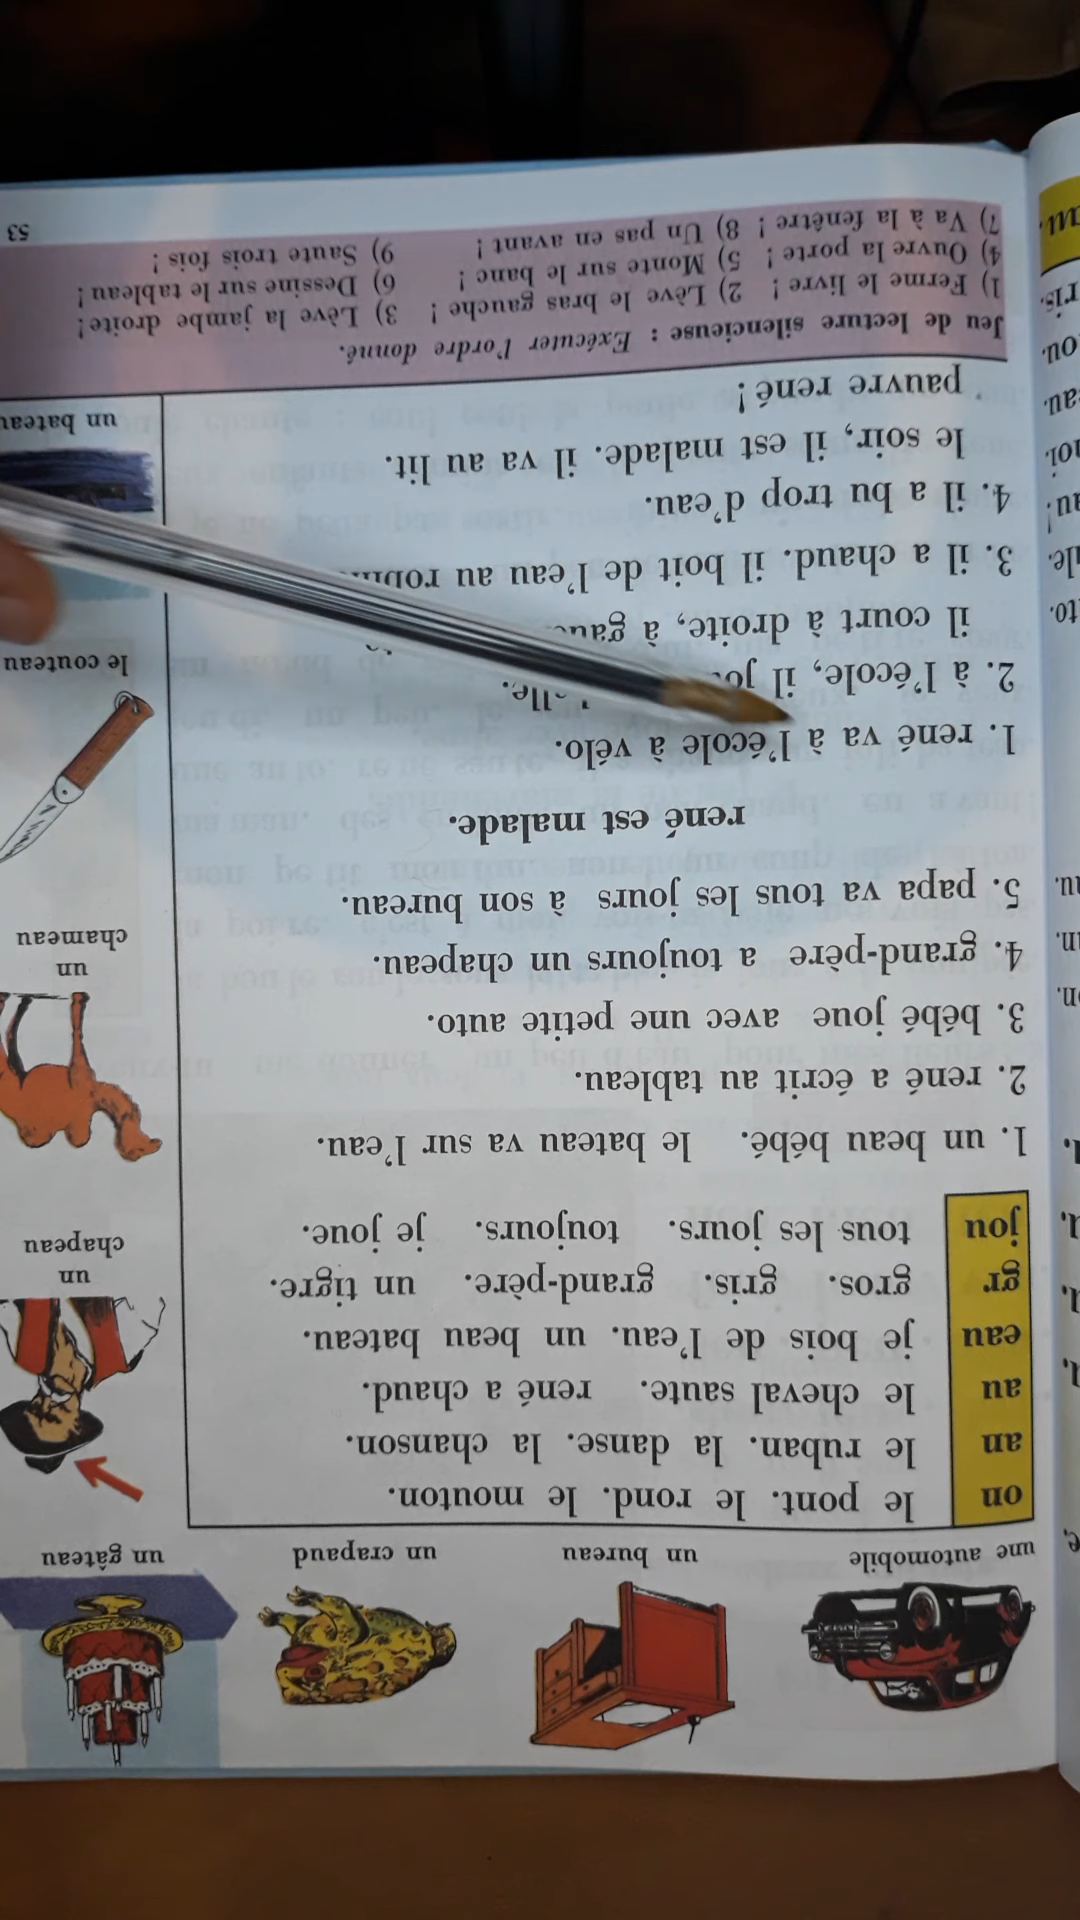 une automobile
un bureau
un crapaud
un gâteau
on le pont. le rond. le mouton.
an le ruban. la danse. la chanson.
au le cheval saute. rené a chaud.
eau je bois de l'eau. un beau bateau.
gr gros. gris. grand-père. un tigre.
jou tous les jours. toujours. je joue.
1. un beau bébé. le bateau va sur l'eau.
2. rené a écrit au tableau.
3. bébé joue avec une petite auto.
4. grand-père a toujours un chapeau.
5. papa va tous les jours à son bureau.
un
chapeau
un
chameau
le couteau
un bateau
rené est malade.
1. rené va à l'école à vélo.
2. à l'école, il
il court à droite, à
3. il a chaud. il boit de l'eau au
4. il a bu trop d'eau.
le soir, il est malade. il va au lit.
pauvre rené !
Jeu de lecture silencieuse : Exécuter l'ordre donné.
1) Ferme le livre ! 2) Lève le bras gauche ! 3) Lève la jambe droite !
4) Ouvre la porte ! 5) Monte sur le banc ! 6) Dessine sur le tableau !
7) Va à la fenêtre ! 8) Un pas en avant ! 9) Saute trois fois !
53